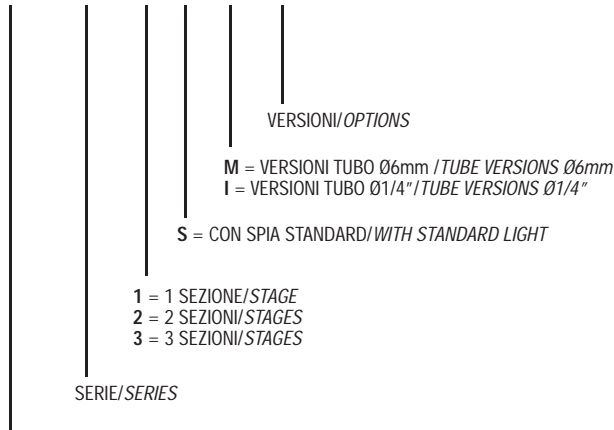 VERSIONI/OPTIONS
M = VERSIONI TUBO Ø6mm /TUBE VERSIONS Ø6mm
I = VERSIONI TUBO Ø1/4"/TUBE VERSIONS Ø1/4"
S = CON SPIA STANDARD/WITH STANDARD LIGHT
1 = 1 SEZIONE/STAGE
2 = 2 SEZIONI/STAGES
3 = 3 SEZIONI/STAGES
SERIE/SERIES